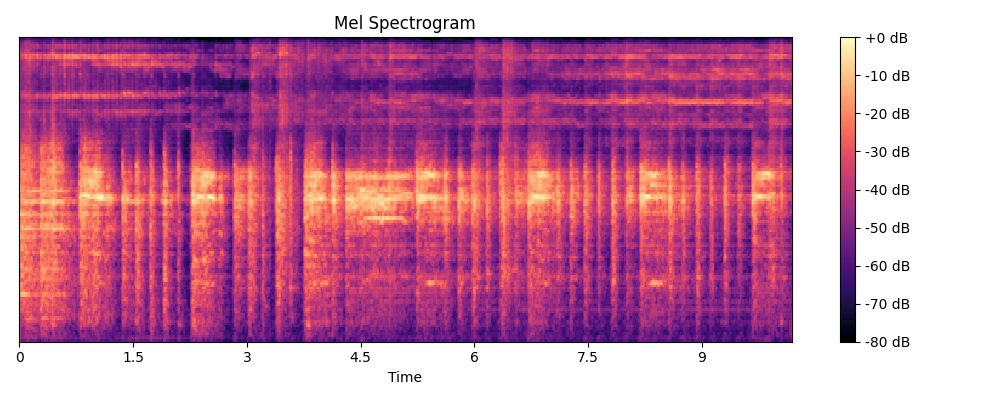 Mel Spectrogram
+0 dB
-10 dB
-20 dB
-30 dB
-40 dB
-50 dB
-60 dB
-70 dB
-80 dB
0 1.5 3 4.5 6 7.5 9
Time